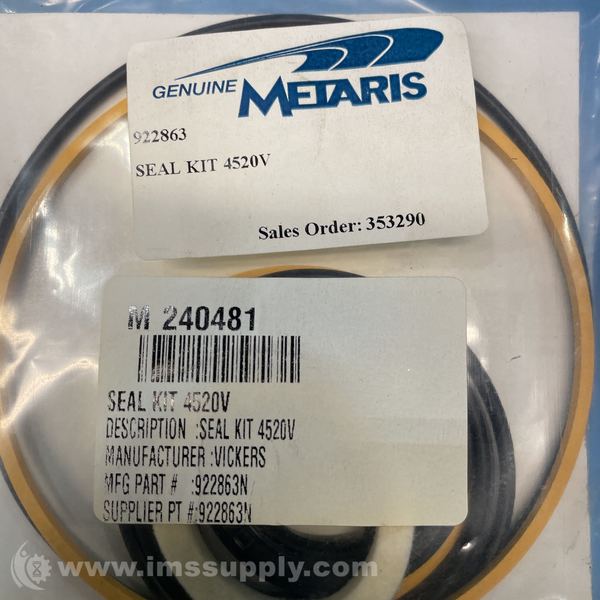 GENUINE METARIS
922863
SEAL KIT 4520V
Sales Order: 353290
M 240481
SEAL KIT 4520V
DESCRIPTION :SEAL KIT 4520V
MANUFACTURER :VICKERS
MFG PART # :922863N
SUPPLIER PT #:922863N
www.imssupply.com